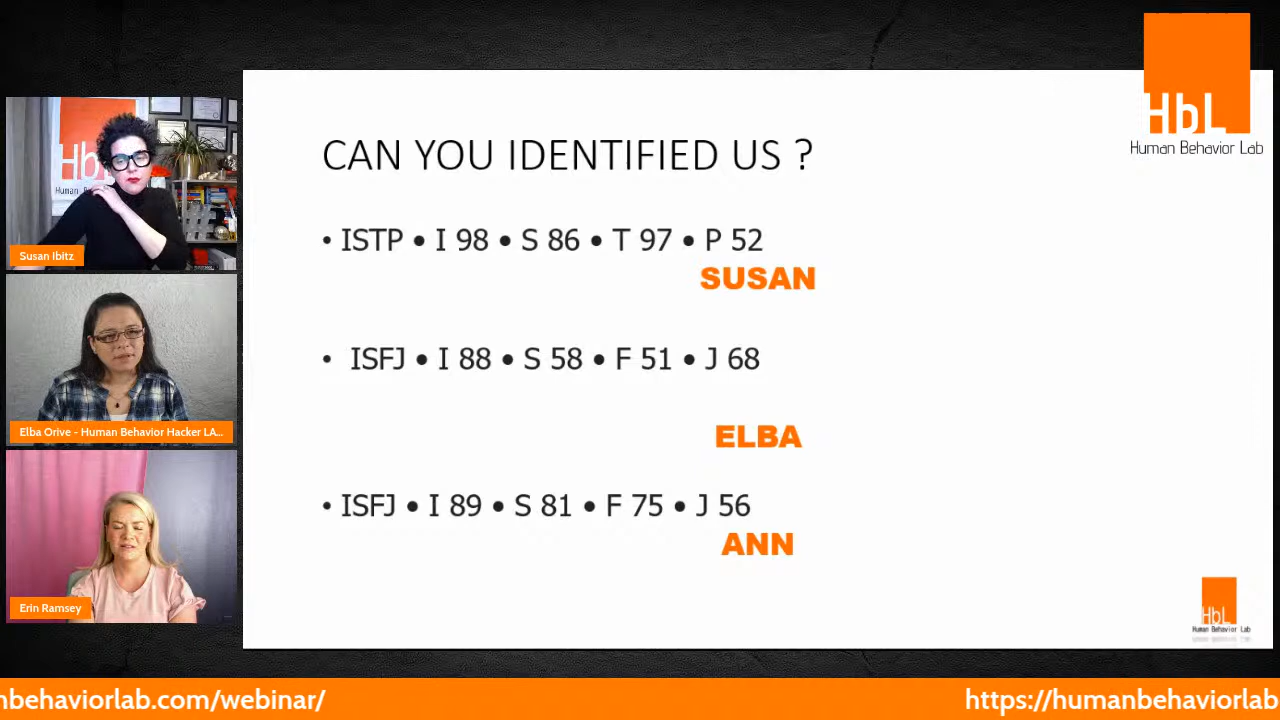 HbL
Human Behavior Lab
CAN YOU IDENTIFIED US ?
• ISTP • I 98 • S 86 • T 97 • P 52
SUSAN
• ISFJ • I 88 • S 58 • F 51 • J 68
ELBA
• ISFJ • I 89 • S 81 • F 75 • J 56
ANN
HbL
Human Behavior Lab
Susan Ibitz
Elba Orive - Human Behavior Hacker LA...
Erin Ramsey
nbehaviorlab.com/webinar/
https://humanbehaviorlab